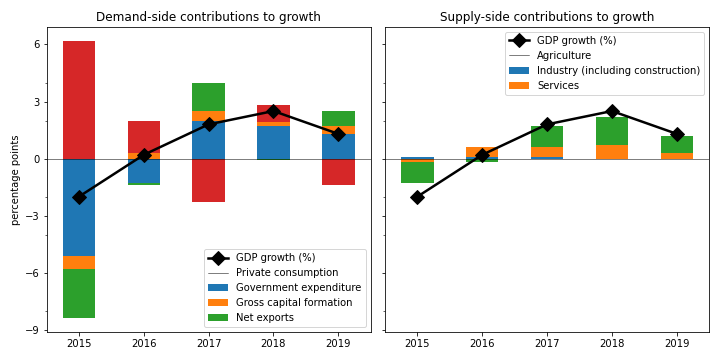 Demand-side contributions to growth
percentage points
6
3
0
−3
−6
−9
GDP growth (%)
Private consumption
Government expenditure
Gross capital formation
Net exports
2015 2016 2017 2018 2019
Supply-side contributions to growth
GDP growth (%)
Agriculture
Industry (including construction)
Services
2015 2016 2017 2018 2019